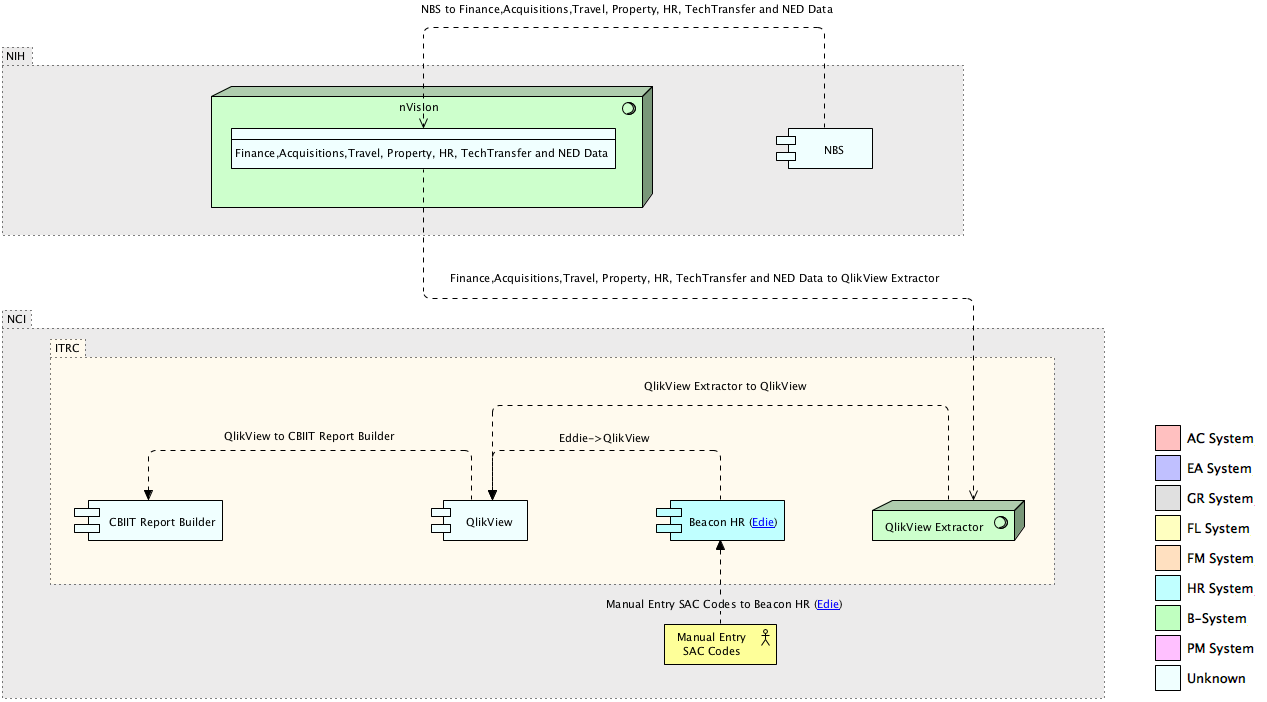 NBS to Finance,Acquisitions,Travel, Property, HR, TechTransfer and NED Data
NIH
nVision
Finance,Acquisitions,Travel, Property, HR, TechTransfer and NED Data
NBS
Finance,Acquisitions,Travel, Property, HR, TechTransfer and NED Data to QlikView Extractor
NCI
ITRC
QlikView Extractor to QlikView
QlikView to CBIIT Report Builder
Eddie->QlikView
CBIIT Report Builder
QlikView
Beacon HR (Edie)
QlikView Extractor
Manual Entry SAC Codes to Beacon HR (Edie)
Manual Entry
SAC Codes
AC System
EA System
GR System
FL System
FM System
HR System
B-System
PM System
Unknown